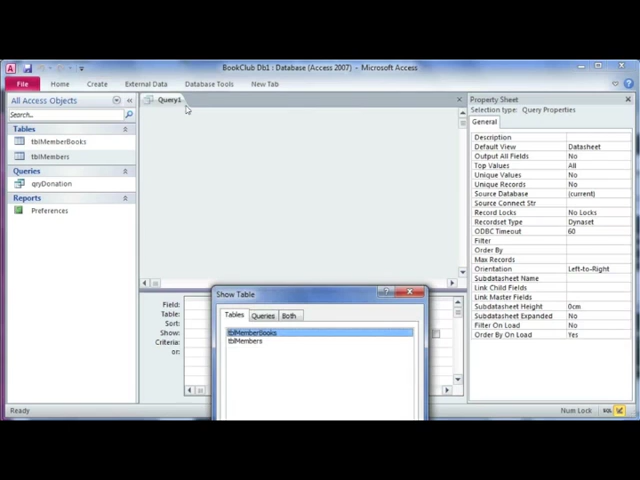 BookClub Db1 : Database (Access 2007) - Microsoft Access
File Home Create External Data Database Tools New Tab
All Access Objects
Search...
Tables
tblMemberBooks
tblMembers
Queries
qryDonation
Reports
Preferences
Query1
Field:
Table:
Sort:
Show:
Criteria:
or:
Show Table
Tables Queries Both
tblMemberBooks
tblMembers
Property Sheet
Selection type: Query Properties
General
Description
Default View Datasheet
Output All Fields No
Top Values All
Unique Values No
Unique Records No
Source Database (current)
Source Connect Str
Record Locks No Locks
Recordset Type Dynaset
ODBC Timeout 60
Filter
Order By
Max Records
Orientation Left-to-Right
Subdatasheet Name
Link Child Fields
Link Master Fields
Subdatasheet Height 0cm
Subdatasheet Expanded No
Filter On Load No
Order By On Load Yes
Ready
Num Lock SQL